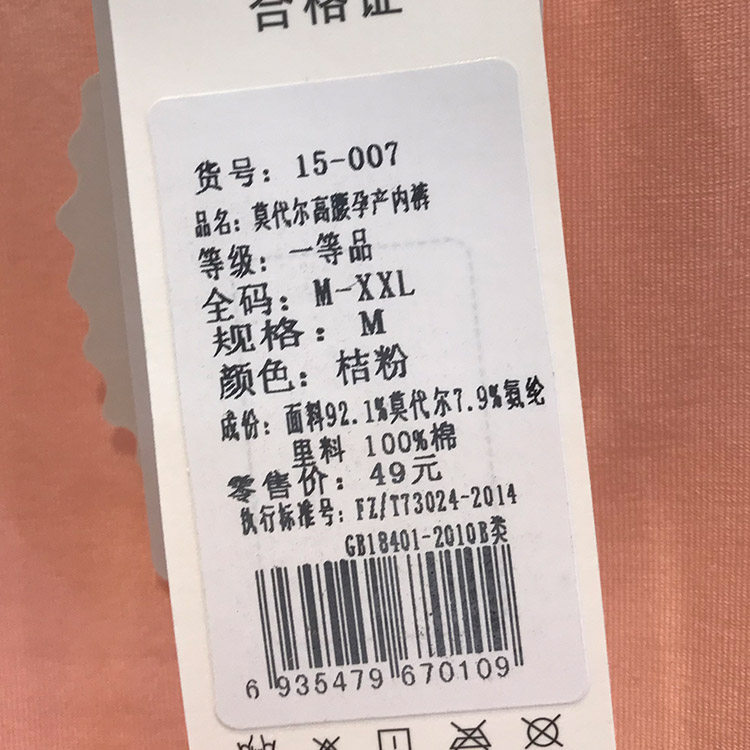 合格证
货号：15-007
品名：莫代尔高腰孕产内裤
等级：一等品
全码：M-XXL
规格：M
颜色：桔粉
成份：面料92.1%莫代尔7.9%氨纶
里料 100%棉
零售价：49元
执行标准号：FZ/T73024-2014
GB18401-2010B类
6 935479 670109